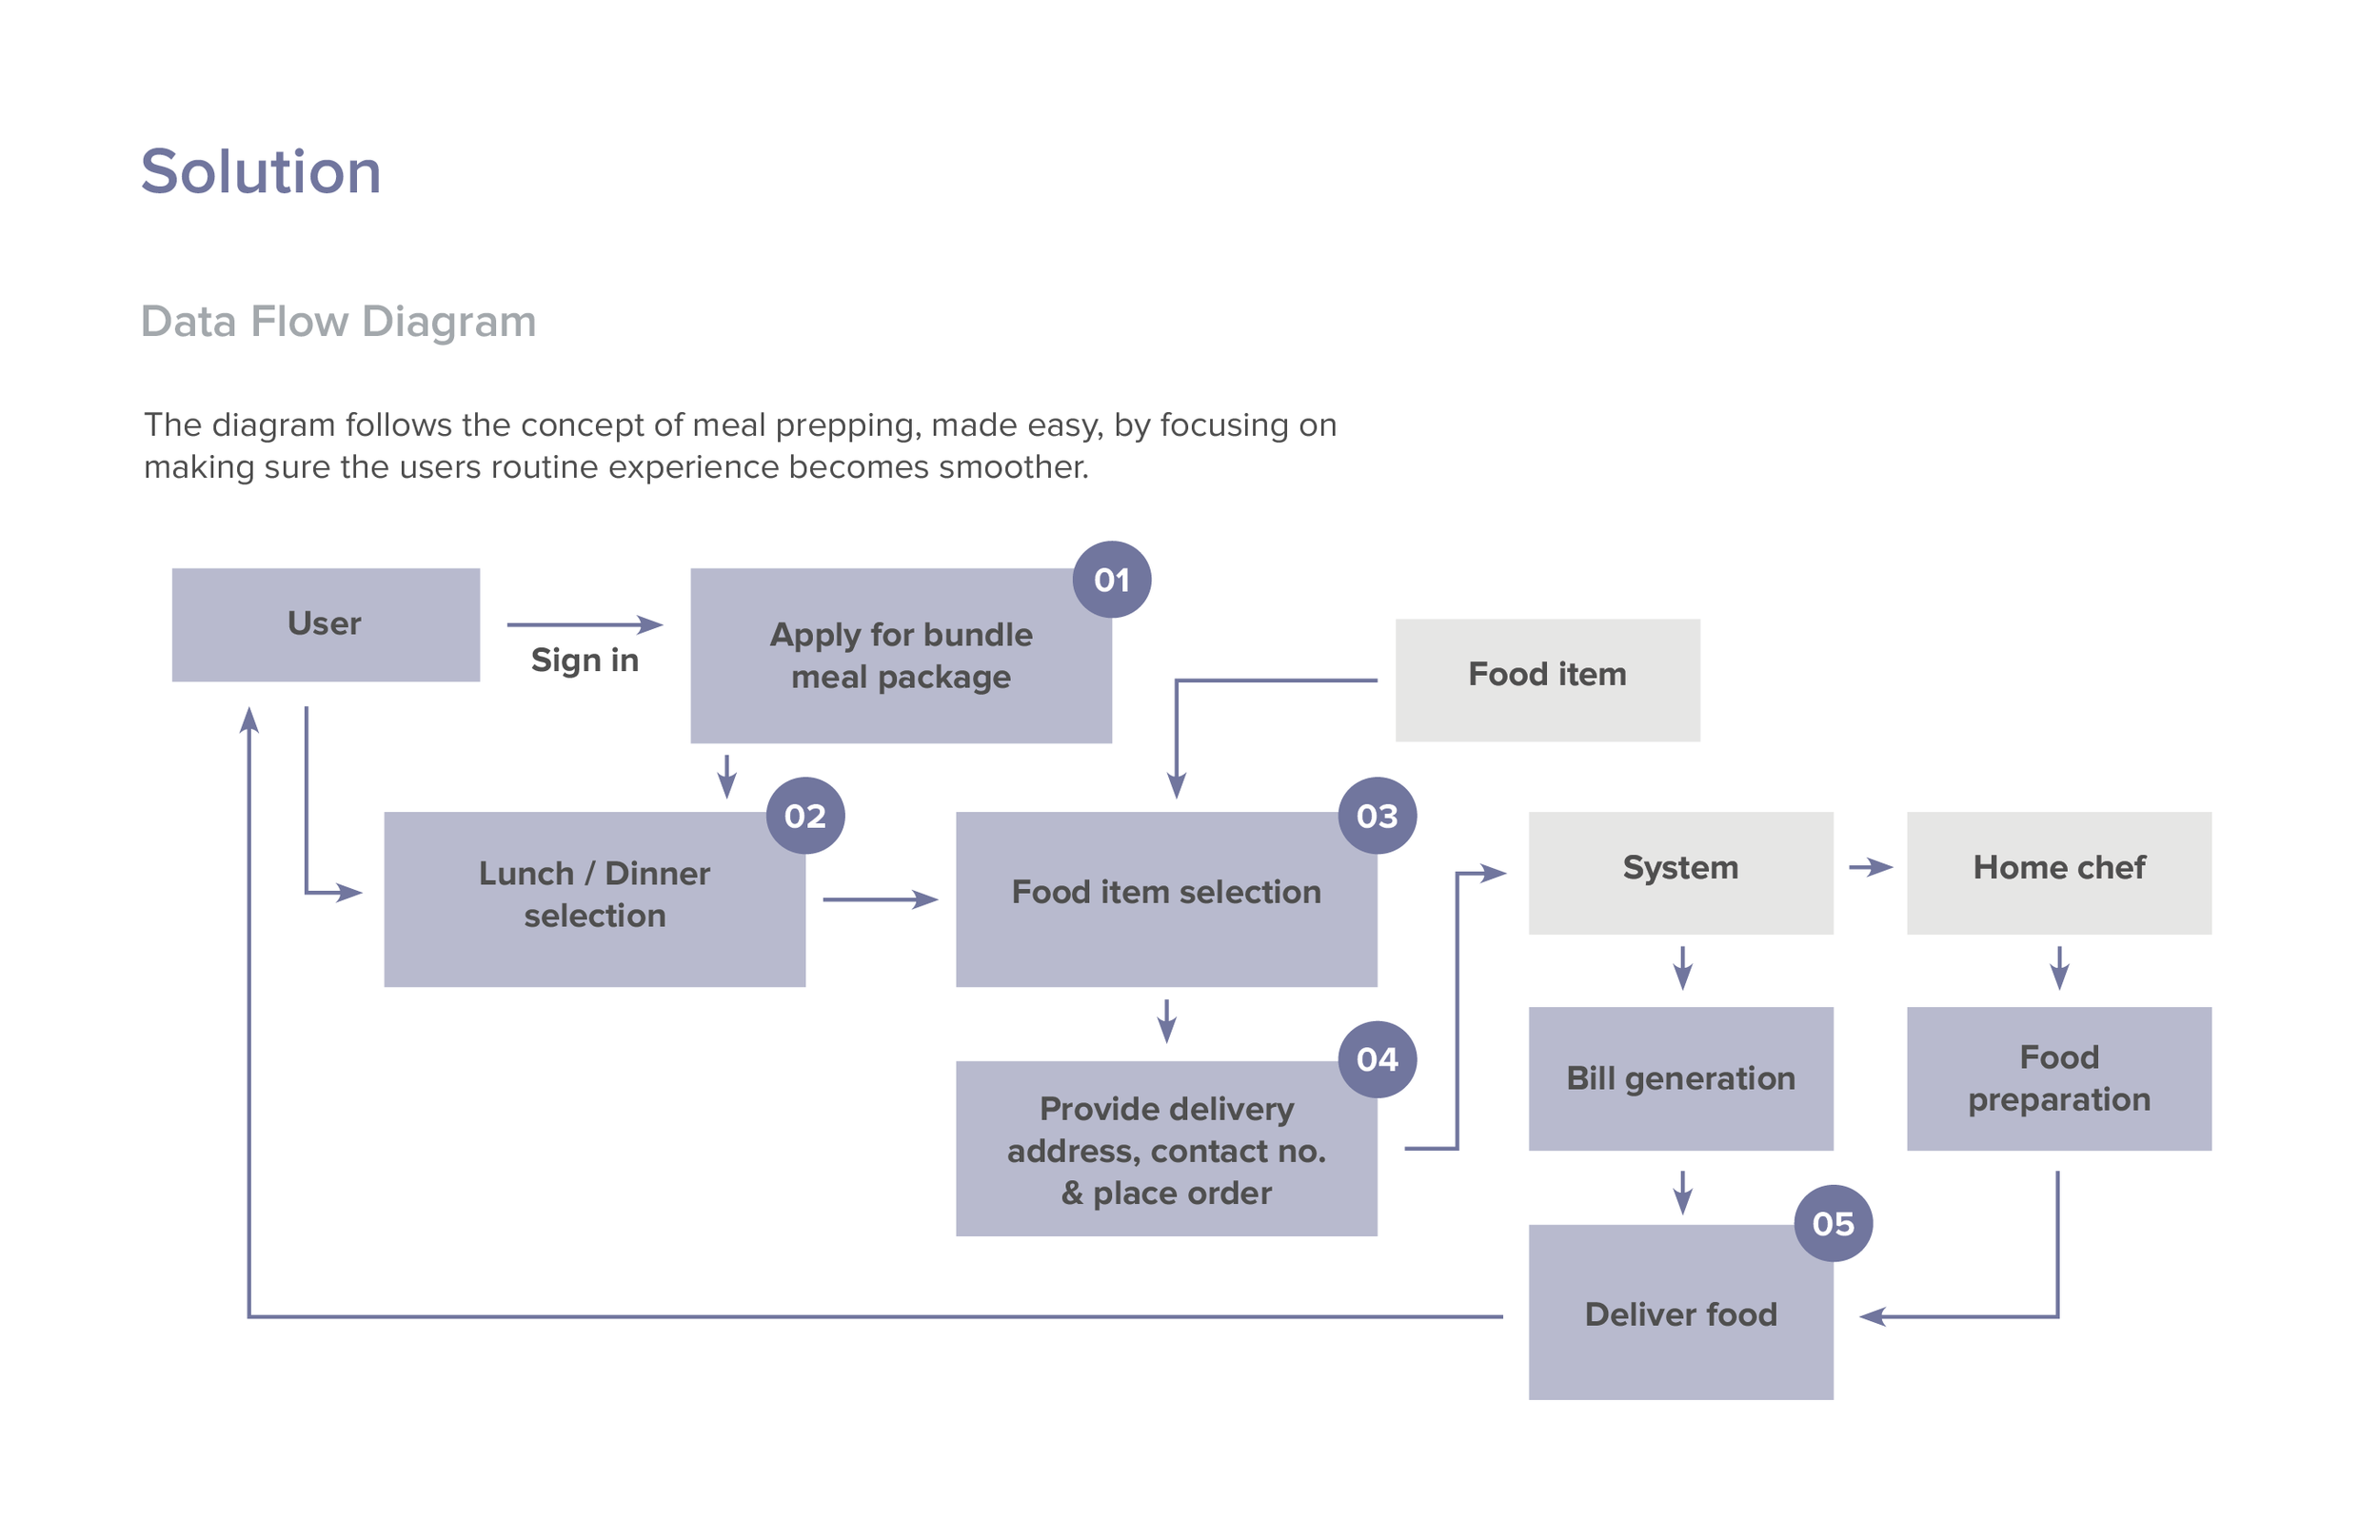 Solution
Data Flow Diagram
The diagram follows the concept of meal prepping, made easy, by focusing on
making sure the users routine experience becomes smoother.
User
Sign in
01
Apply for bundle
meal package
Food item
02
Lunch / Dinner
selection
03
Food item selection
System
Home chef
04
Provide delivery
address, contact no.
& place order
Bill generation
Food
preparation
05
Deliver food